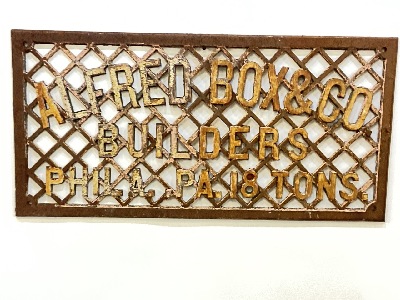 ALFRED BOX & CO
BUILDERS
PHILA. PA. 18 TONS.